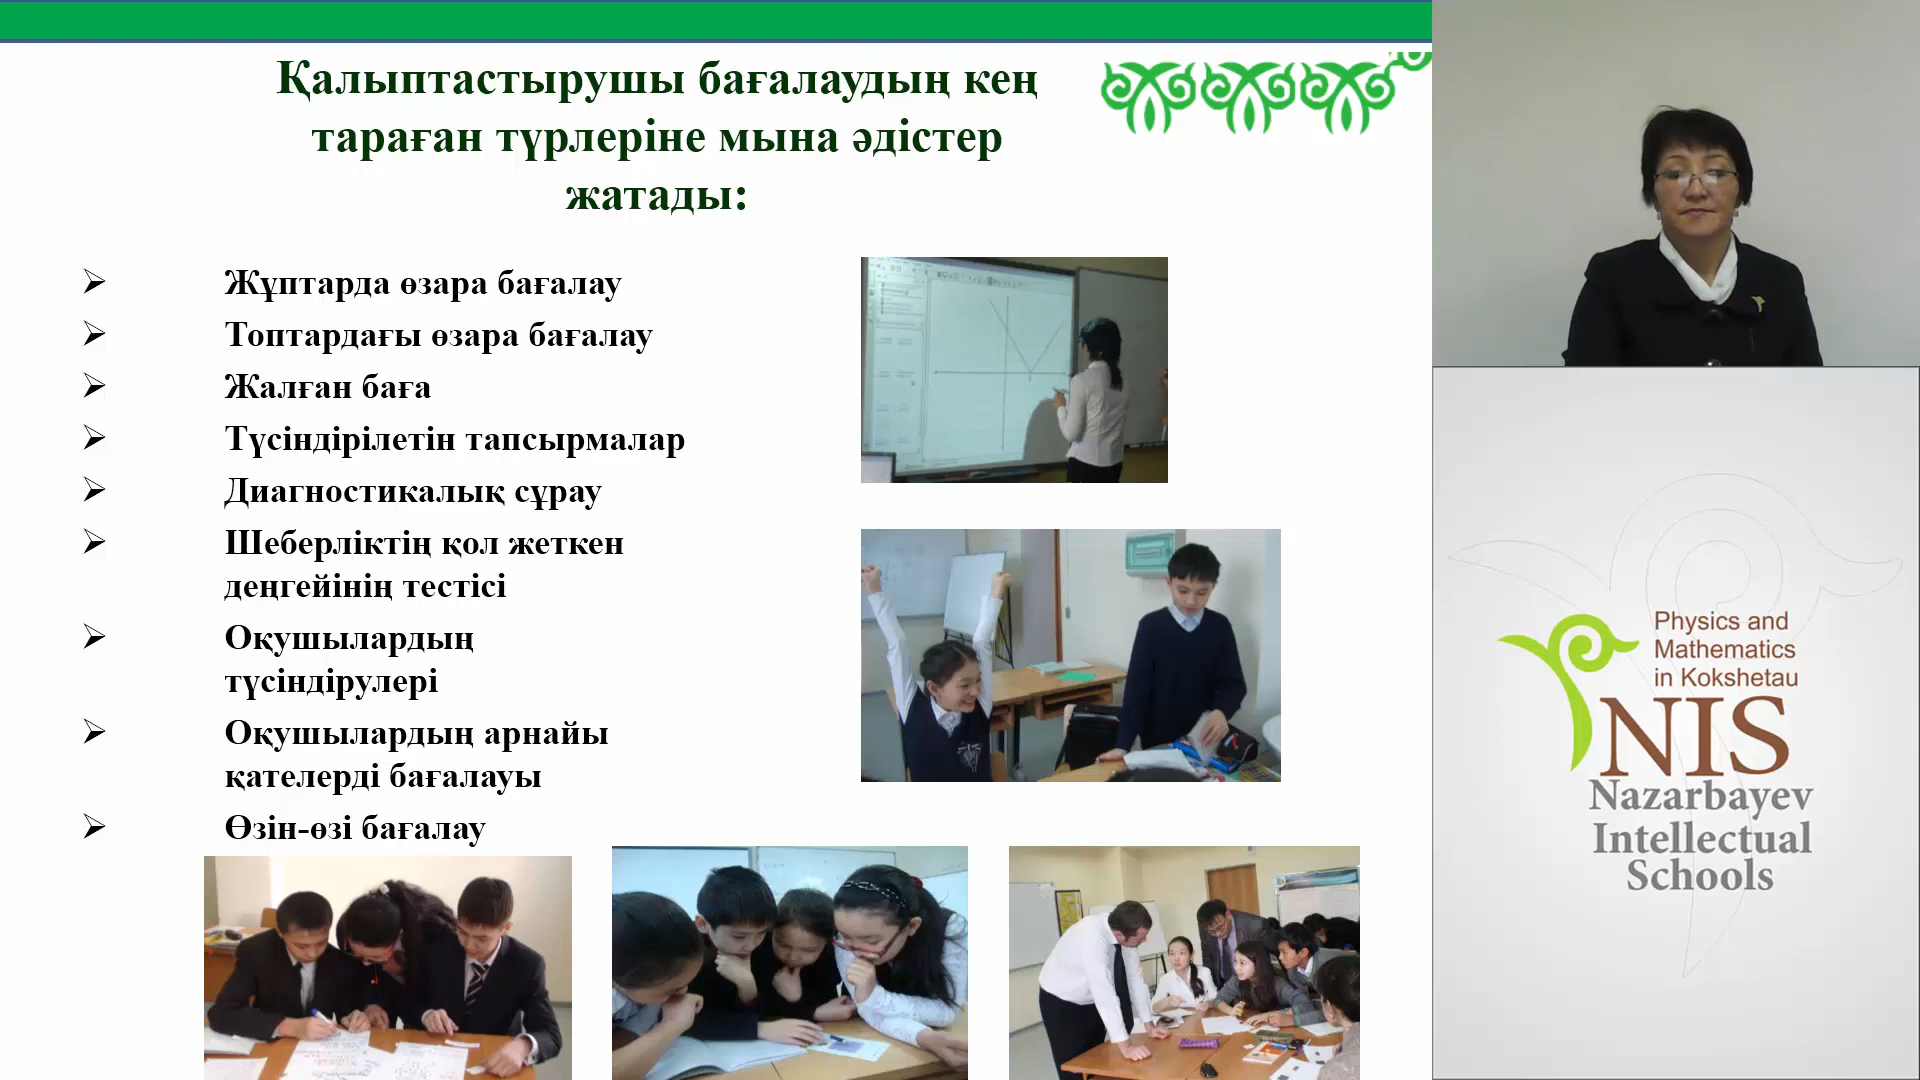 Қалыптастырушы бағалаудың кең
тараған түрлеріне мына әдістер
жатады:
Жұптарда өзара бағалау
Топтардағы өзара бағалау
Жалған баға
Түсіндірілетін тапсырмалар
Диагностикалық сұрау
Шеберліктің қол жеткен
деңгейінің тестісі
Оқушылардың
түсіндірулері
Оқушылардың арнайы
қателерді бағалауы
Өзін-өзі бағалау
Physics and
Mathematics
in Kokshetau
NIS
Nazarbayev
Intellectual
Schools